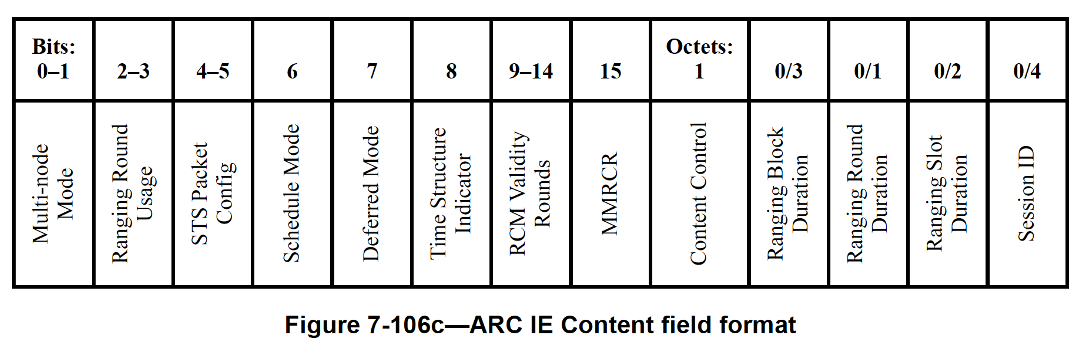 Bits:
0–1
2–3
4–5
6
7
8
9–14
15
Octets:
1
0/3
0/1
0/2
0/4
Multi-node
Mode
Ranging Round
Usage
STS Packet
Config
Schedule Mode
Deferred Mode
Time Structure
Indicator
RCM Validity
Rounds
MMRCR
Content Control
Ranging Block
Duration
Ranging Round
Duration
Ranging Slot
Duration
Session ID
Figure 7-106c—ARC IE Content field format